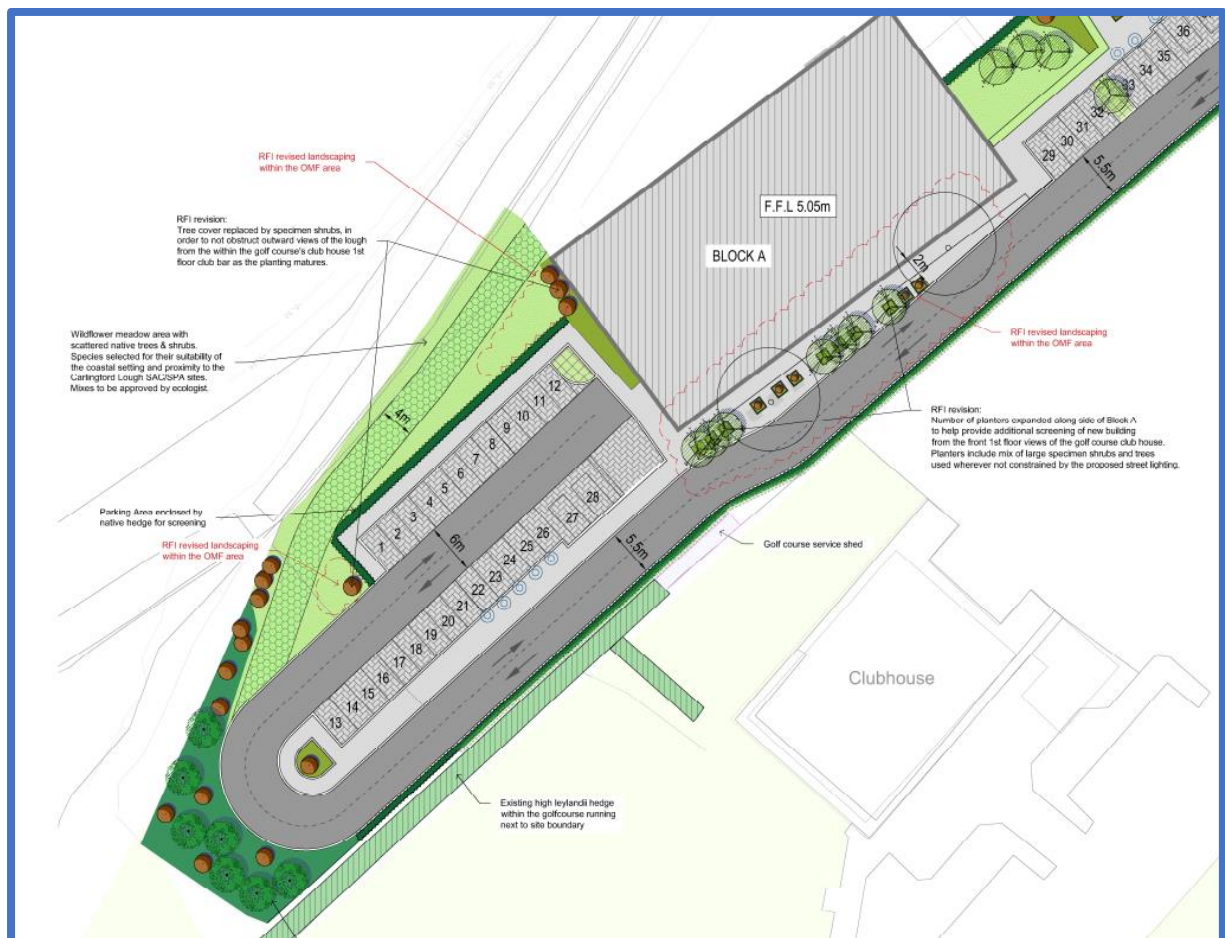 RFI revised landscaping
within the OMF area
RFI revision:
Tree cover replaced by specimen shrubs, in
order to not obstruct outward views of the lough
from the within the golf course's club house 1st
floor club bar as the planting matures.
Wildflower meadow area with
scattered native trees & shrubs.
Species selected for their suitability of
the coastal setting and proximity to the
Carlingford Lough SAC/SPA sites.
Mixes to be approved by ecologist.
4m
Parking Area enclosed by
native hedge for screening
RFI revised landscaping
within the OMF area
F.F.L 5.05m
BLOCK A
2m
5.5m
29
30
31
32
33
34
35
36
RFI revised landscaping
within the OMF area
RFI revision:
Number of planters expanded along side of Block A
to help provide additional screening of new building
from the front 1st floor views of the golf course club house.
Planters include mix of large specimen shrubs and trees
used wherever not constrained by the proposed street lighting.
1
2
3
4
5
6
7
8
9
10
11
12
6m
13
14
15
16
17
18
19
20
21
22
23
24
25
26
27
28
5.5m
Golf course service shed
Clubhouse
Existing high leylandii hedge
within the golfcourse running
next to site boundary